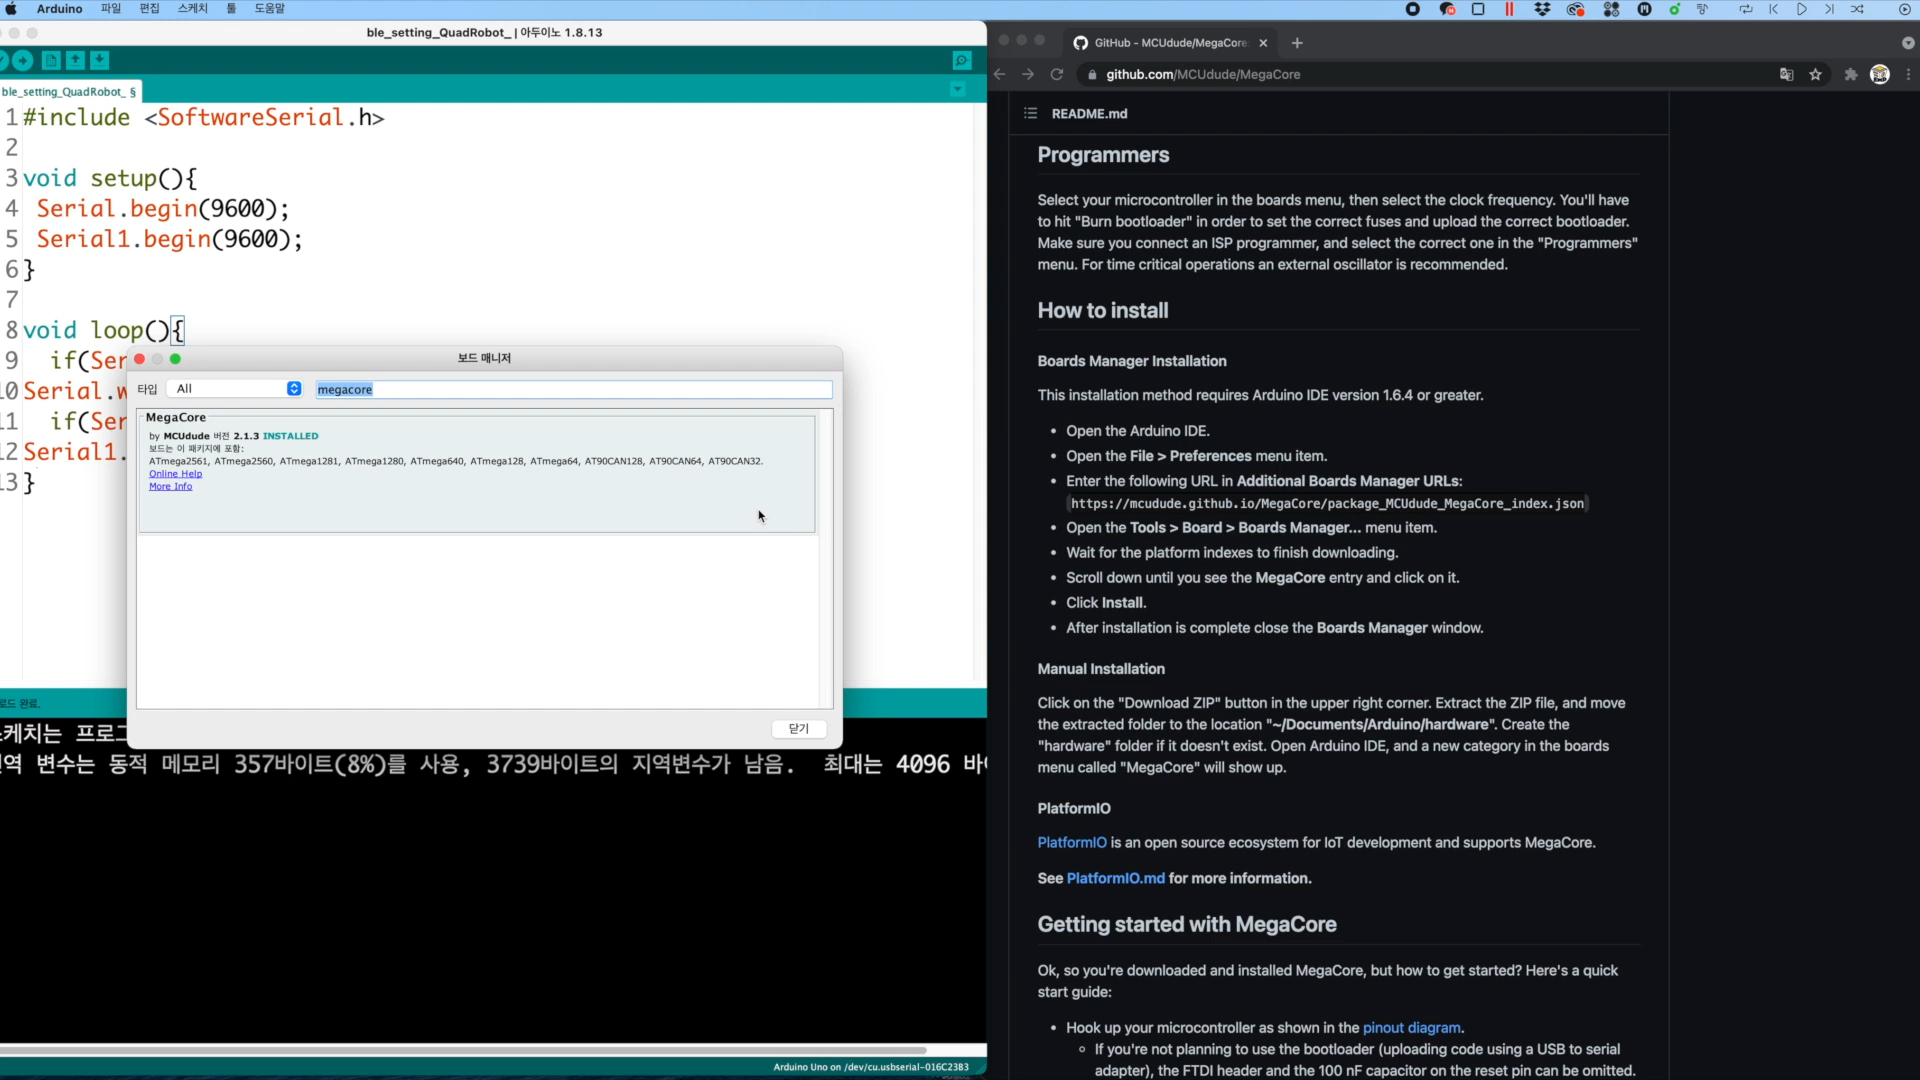 Arduino 파일 편집 스케치 툴 도움말
ble_setting_QuadRobot_ | 아두이노 1.8.13
ble_setting_QuadRobot_ §
1 #include <SoftwareSerial.h>
2
3 void setup(){
4 Serial.begin(9600);
5 Serial1.begin(9600);
6 }
7
8 void loop(){
9 if(Ser
10 Serial.w
11 if(Ser
12 Serial1.
13 }
보드 매니저
타입 All megacore
MegaCore
by MCUdude 버전 2.1.3 INSTALLED
보드는 이 패키지에 포함:
ATmega2561, ATmega2560, ATmega1281, ATmega1280, ATmega640, ATmega128, ATmega64, AT90CAN128, AT90CAN64, AT90CAN32.
Online Help
More Info
닫기
로드 완료.
스케치는 프로그
역 변수는 동적 메모리 357바이트(8%)를 사용, 3739바이트의 지역변수가 남음. 최대는 4096 바
Arduino Uno on /dev/cu.usbserial-016C23B3
GitHub - MCUdude/MegaCore:
github.com/MCUdude/MegaCore
README.md
Programmers
Select your microcontroller in the boards menu, then select the clock frequency. You'll have
to hit "Burn bootloader" in order to set the correct fuses and upload the correct bootloader.
Make sure you connect an ISP programmer, and select the correct one in the "Programmers"
menu. For time critical operations an external oscillator is recommended.
How to install
Boards Manager Installation
This installation method requires Arduino IDE version 1.6.4 or greater.
• Open the Arduino IDE.
• Open the File > Preferences menu item.
• Enter the following URL in Additional Boards Manager URLs:
https://mcudude.github.io/MegaCore/package_MCUdude_MegaCore_index.json
• Open the Tools > Board > Boards Manager... menu item.
• Wait for the platform indexes to finish downloading.
• Scroll down until you see the MegaCore entry and click on it.
• Click Install.
• After installation is complete close the Boards Manager window.
Manual Installation
Click on the "Download ZIP" button in the upper right corner. Extract the ZIP file, and move
the extracted folder to the location "~/Documents/Arduino/hardware". Create the
"hardware" folder if it doesn't exist. Open Arduino IDE, and a new category in the boards
menu called "MegaCore" will show up.
PlatformIO
PlatformIO is an open source ecosystem for IoT development and supports MegaCore.
See PlatformIO.md for more information.
Getting started with MegaCore
Ok, so you're downloaded and installed MegaCore, but how to get started? Here's a quick
start guide:
• Hook up your microcontroller as shown in the pinout diagram.
◦ If you're not planning to use the bootloader (uploading code using a USB to serial
adapter), the FTDI header and the 100 nF capacitor on the reset pin can be omitted.